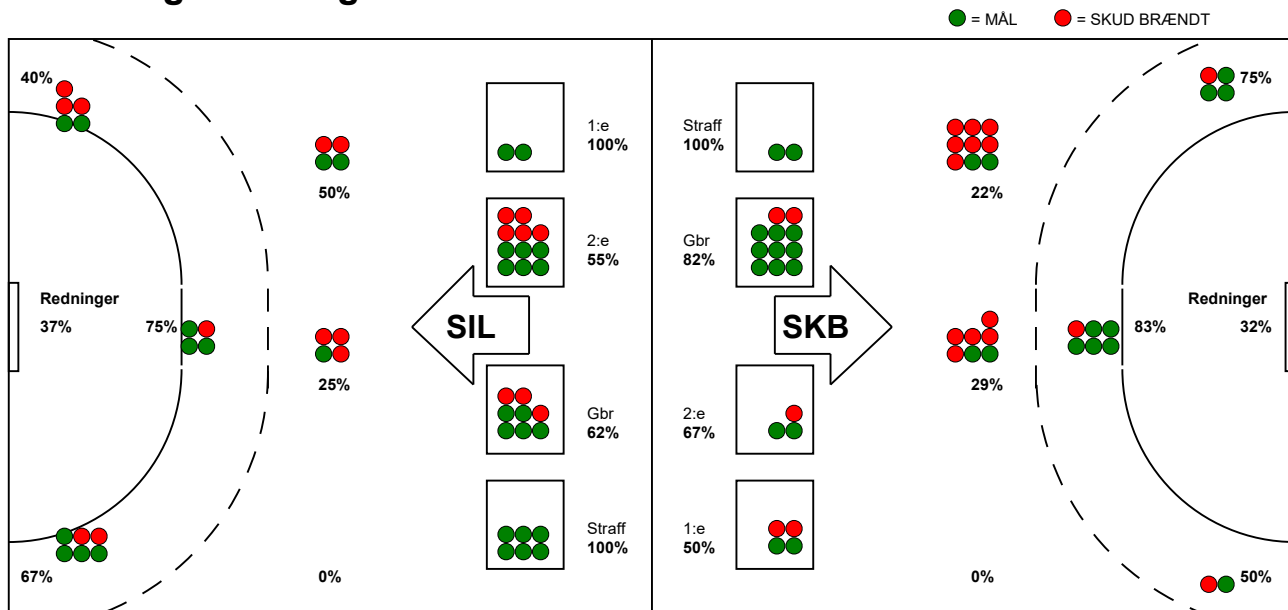 = MÅL = SKUD BRÆNDT
40%
50%
Redninger
37%
75%
25%
67%
0%
1:e
100%
2:e
55%
SIL
Gbr
62%
Straff
100%
Straff
100%
Gbr
82%
SKB
2:e
67%
1:e
50%
75%
22%
Redninger
83% 32%
29%
0%
50%